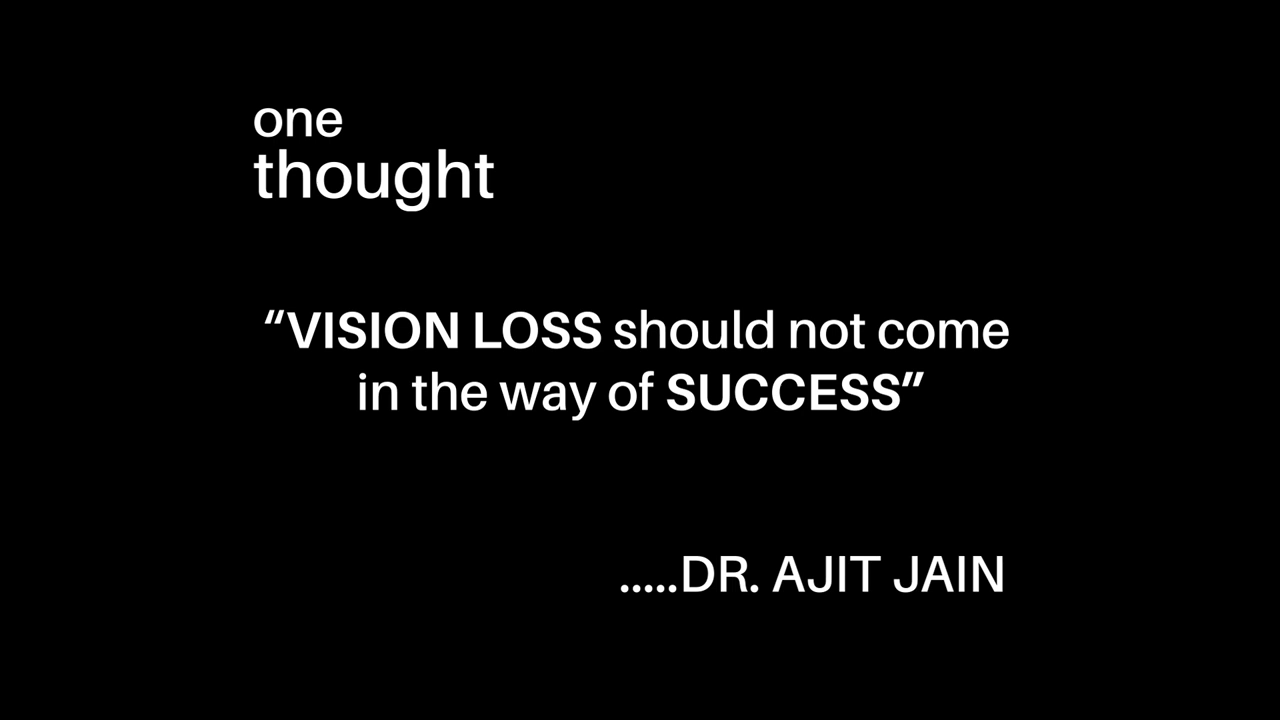 one
thought
“VISION LOSS should not come
in the way of SUCCESS”
.....DR. AJIT JAIN